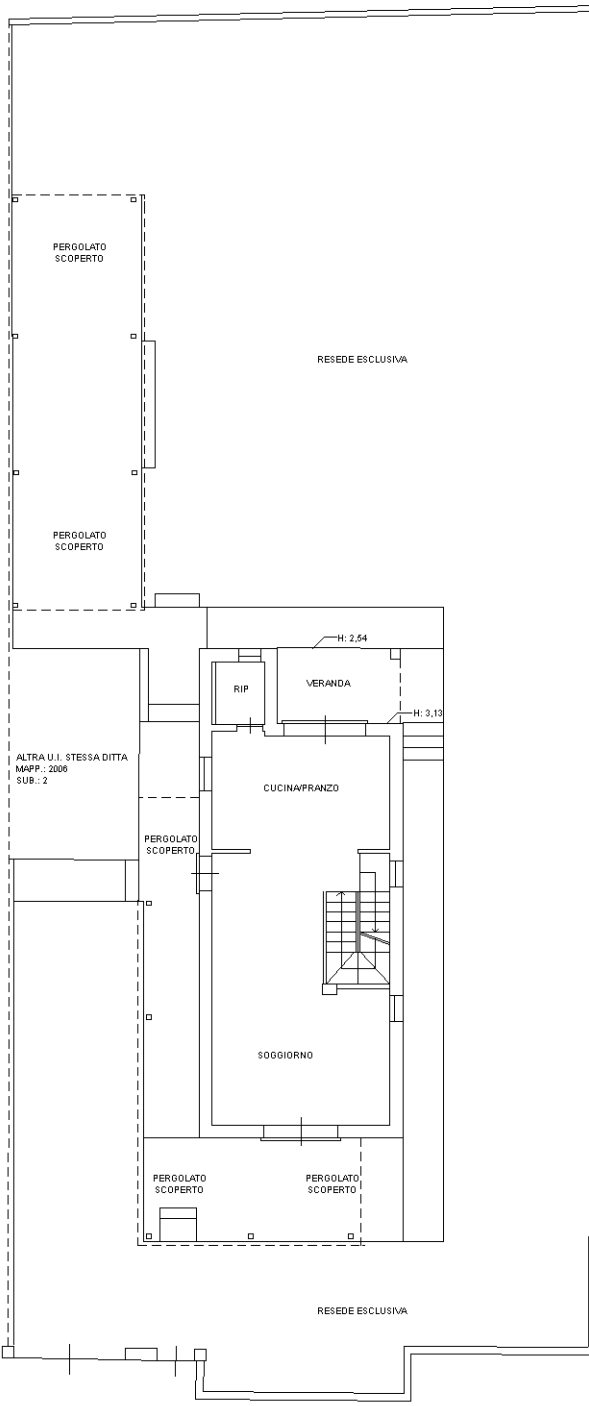 PERGOLATO
SCOPERTO
RESEDE ESCLUSIVA
PERGOLATO
SCOPERTO
H: 2,54
RIP
VERANDA
H: 3,13
ALTRA U.I. STESSA DITTA
MAPP.: 2006
SUB.: 2
CUCINA/PRANZO
PERGOLATO
SCOPERTO
SOGGIORNO
PERGOLATO
SCOPERTO
PERGOLATO
SCOPERTO
RESEDE ESCLUSIVA